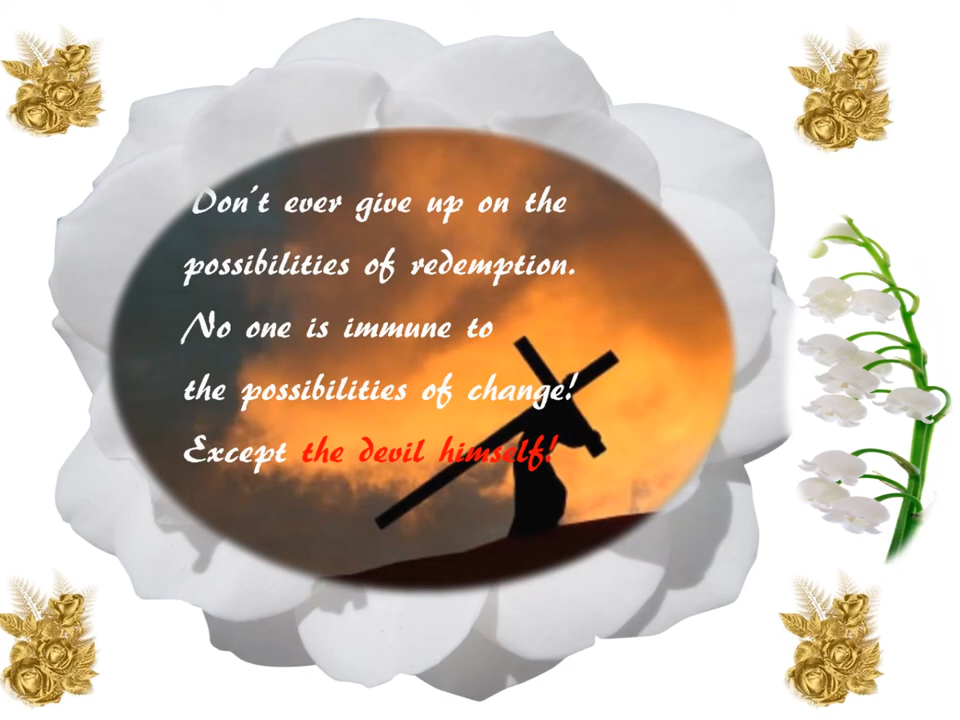 Don't ever give up on the
possibilities of redemption.
No one is immune to
the possibilities of change!
Except the devil himself!